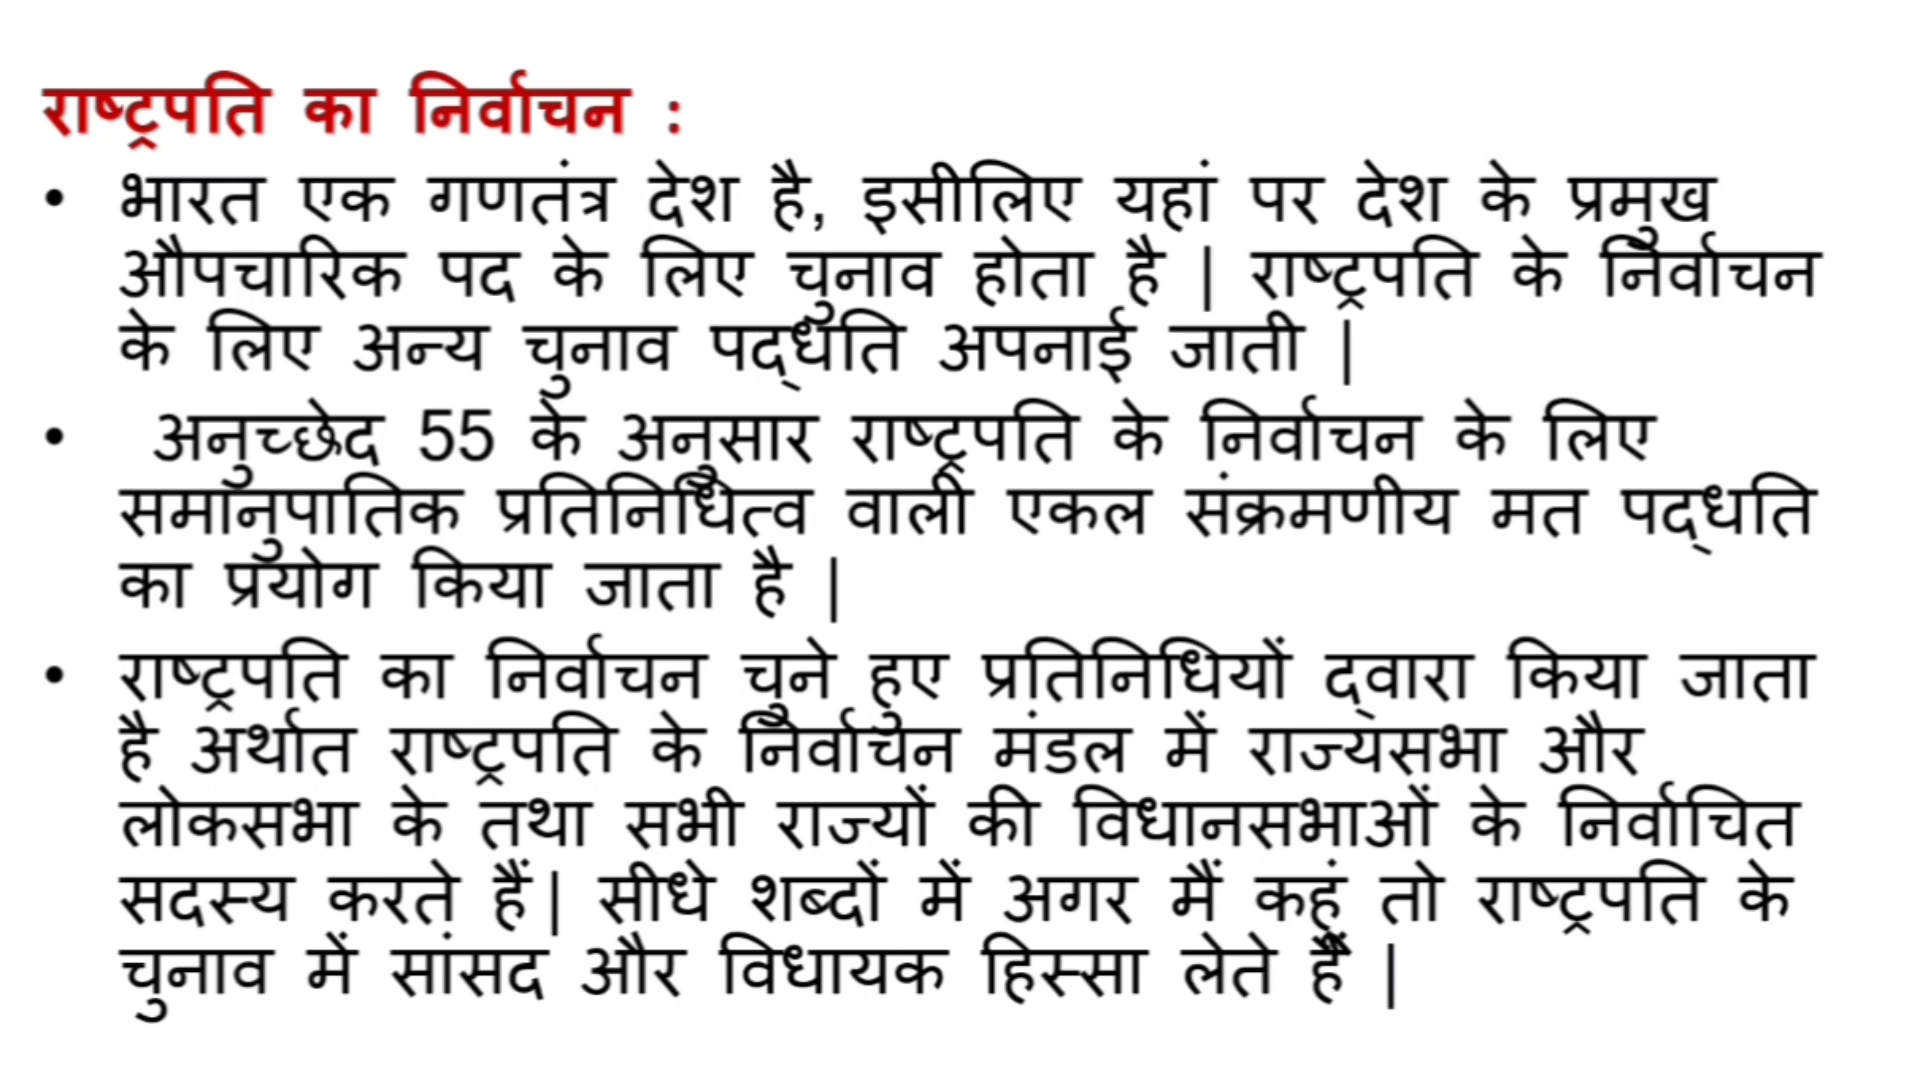 राष्ट्रपति का निर्वाचन :
• भारत एक गणतंत्र देश है, इसीलिए यहां पर देश के प्रमुख
औपचारिक पद के लिए चुनाव होता है | राष्ट्रपति के निर्वाचन
के लिए अन्य चुनाव पद्धति अपनाई जाती |
• अनुच्छेद 55 के अनुसार राष्ट्रपति के निर्वाचन के लिए
समानुपातिक प्रतिनिधित्व वाली एकल संक्रमणीय मत पद्धति
का प्रयोग किया जाता है |
• राष्ट्रपति का निर्वाचन चुने हुए प्रतिनिधियों द्वारा किया जाता
है अर्थात राष्ट्रपति के निर्वाचन मंडल में राज्यसभा और
लोकसभा के तथा सभी राज्यों की विधानसभाओं के निर्वाचित
सदस्य करते हैं| सीधे शब्दों में अगर मैं कहूं तो राष्ट्रपति के
चुनाव में सांसद और विधायक हिस्सा लेते हैं |